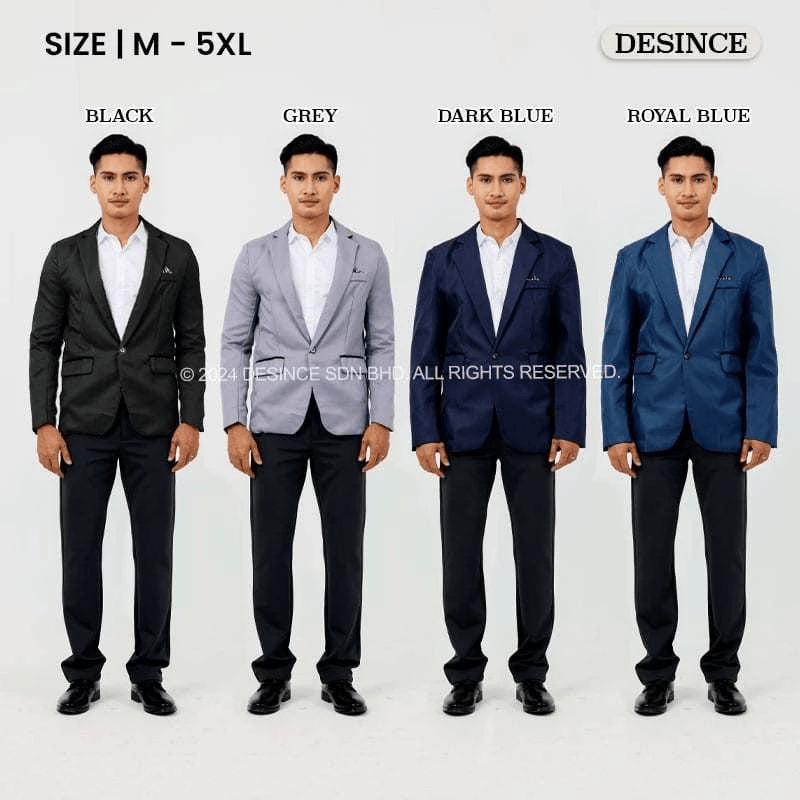 SIZE | M - 5XL
DESINCE
BLACK
GREY
DARK BLUE
ROYAL BLUE
© 2024 DESINCE SDN BHD. ALL RIGHTS RESERVED.